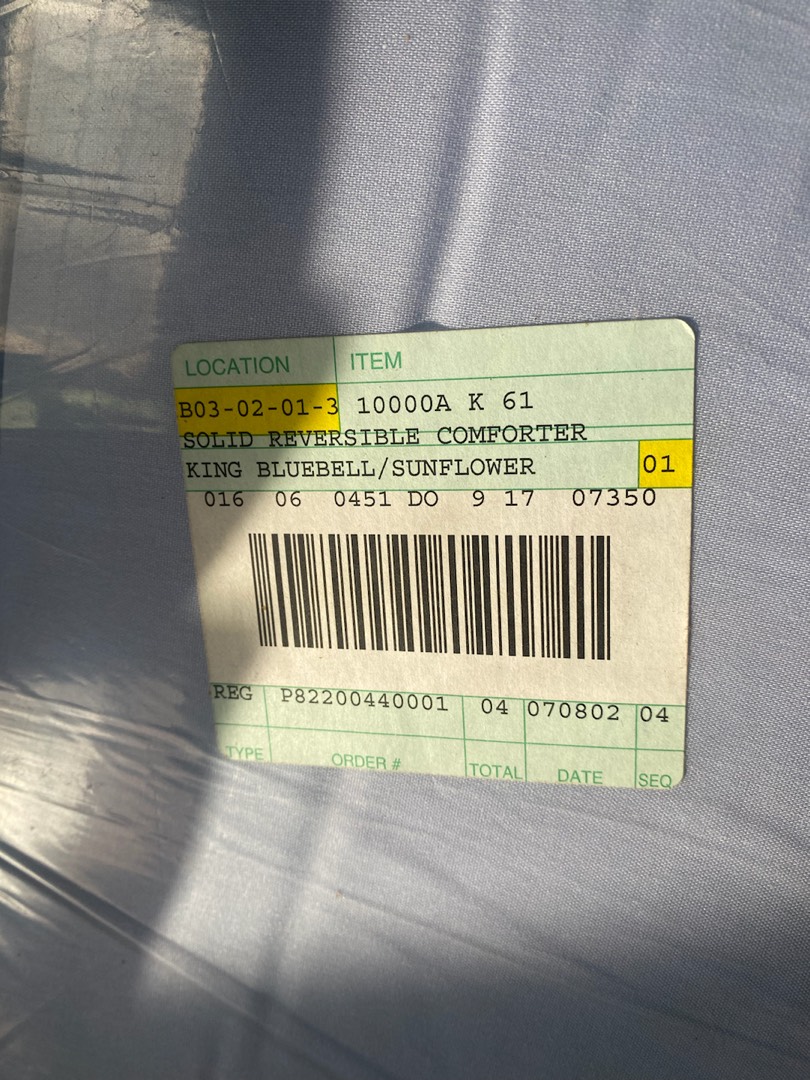 LOCATION ITEM
B03-02-01-3 10000A K 61
SOLID REVERSIBLE COMFORTER
KING BLUEBELL/SUNFLOWER 01
016 06 0451 DO 9 17 07350
REG P82200440001 04 070802 04
TYPE ORDER # TOTAL DATE SEQ